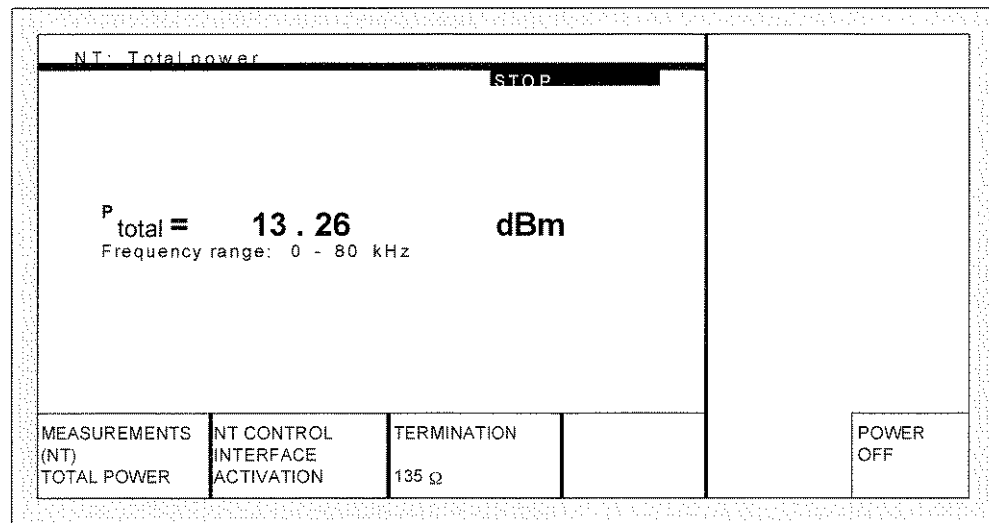 NT: Total power
STOP
P total = 13.26 dBm
Frequency range: 0 - 80 kHz
MEASUREMENTS
(NT)
TOTAL POWER
NT CONTROL
INTERFACE
ACTIVATION
TERMINATION
135 Ω
POWER
OFF